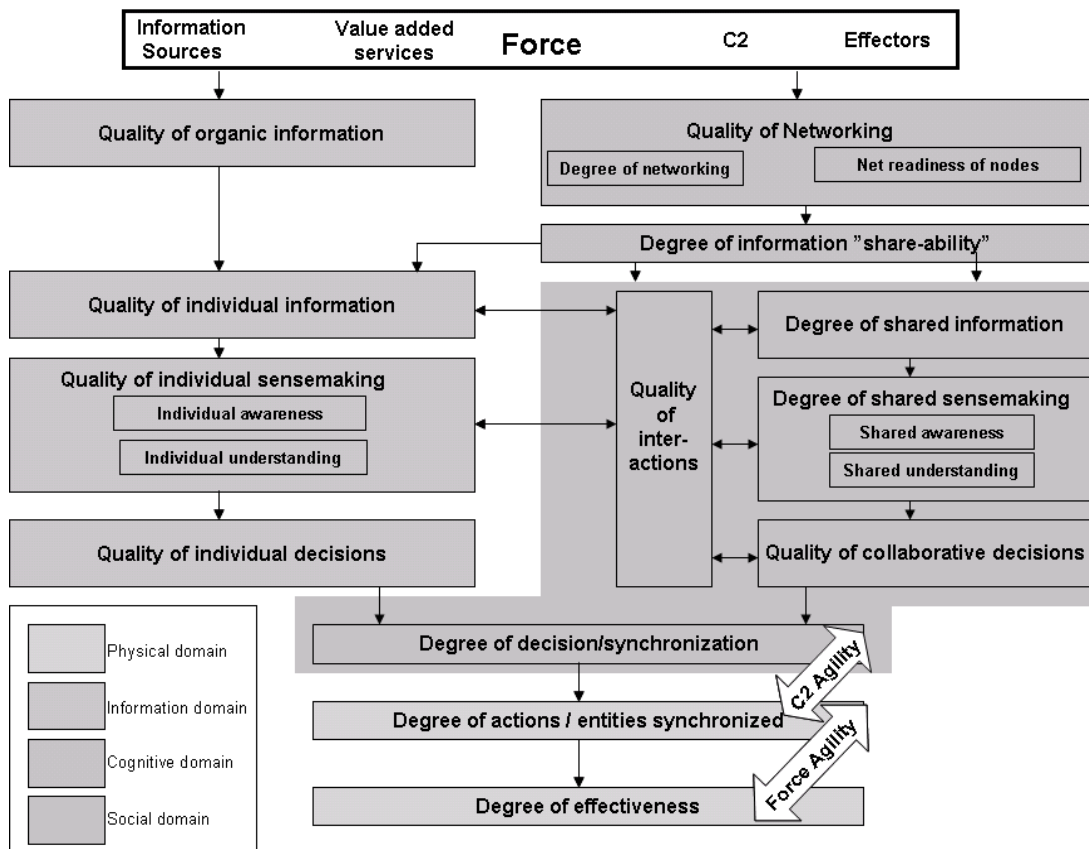 Information
Sources
Value added
services
Force
C2
Effectors
Quality of organic information
Quality of Networking
Degree of networking
Net readiness of nodes
Degree of information ”share-ability”
Quality of individual information
Quality
of
inter-
actions
Degree of shared information
Quality of individual sensemaking
Individual awareness
Individual understanding
Degree of shared sensemaking
Shared awareness
Shared understanding
Quality of individual decisions
Quality of collaborative decisions
Degree of decision/synchronization
C2 Agility
Degree of actions / entities synchronized
Force Agility
Degree of effectiveness
Physical domain
Information domain
Cognitive domain
Social domain